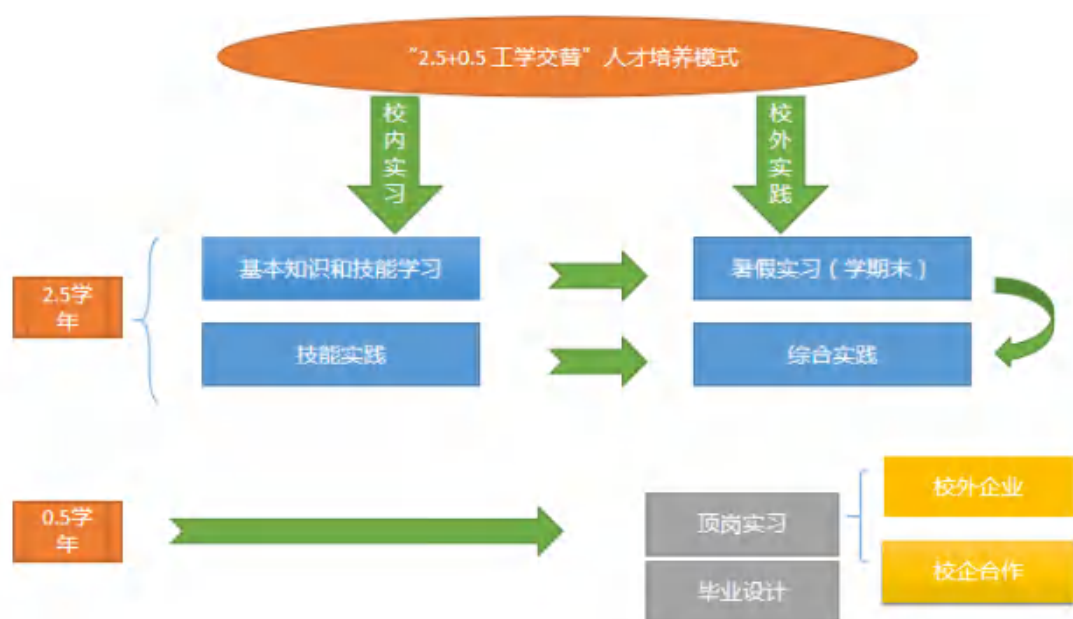 “2.5+0.5 工学交替”人才培养模式
校内实习
校外实践
2.5学
年
基本知识和技能学习
暑假实习（学期末）
技能实践
综合实践
0.5学
年
顶岗实习
毕业设计
校外企业
校企合作